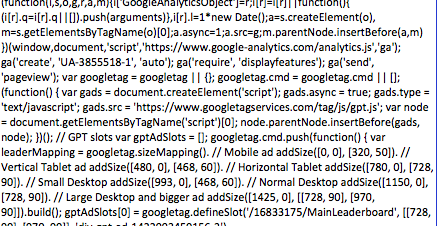 (function(i,s,o,g,r,a,m){i['GoogleAnalyticsObject']=r;i[r]=i[r]||function(){
(i[r].q=i[r].q||[]).push(arguments)},i[r].l=1*new Date();a=s.createElement(o),
m=s.getElementsByTagName(o)[0];a.async=1;a.src=g;m.parentNode.insertBefore(a,m)
})(window,document,'script','https://www.google-analytics.com/analytics.js','ga');
ga('create', 'UA-3855518-1', 'auto'); ga('require', 'displayfeatures'); ga('send',
'pageview'); var googletag = googletag || {}; googletag.cmd = googletag.cmd || [];
(function() { var gads = document.createElement('script'); gads.async = true; gads.type =
'text/javascript'; gads.src = 'https://www.googletagservices.com/tag/js/gpt.js'; var node
= document.getElementsByTagName('script')[0]; node.parentNode.insertBefore(gads,
node); })(); // GPT slots var gptAdSlots = []; googletag.cmd.push(function() { var
leaderMapping = googletag.sizeMapping(). // Mobile ad addSize([0, 0], [320, 50]). //
Vertical Tablet ad addSize([480, 0], [468, 60]). // Horizontal Tablet addSize([780, 0], [728,
90]). // Small Desktop addSize([993, 0], [468, 60]). // Normal Desktop addSize([1150, 0],
[728, 90]). // Large Desktop and bigger ad addSize([1425, 0], [[728, 90], [970,
90]]).build(); gptAdSlots[0] = googletag.defineSlot('/16833175/MainLeaderboard', [[728,